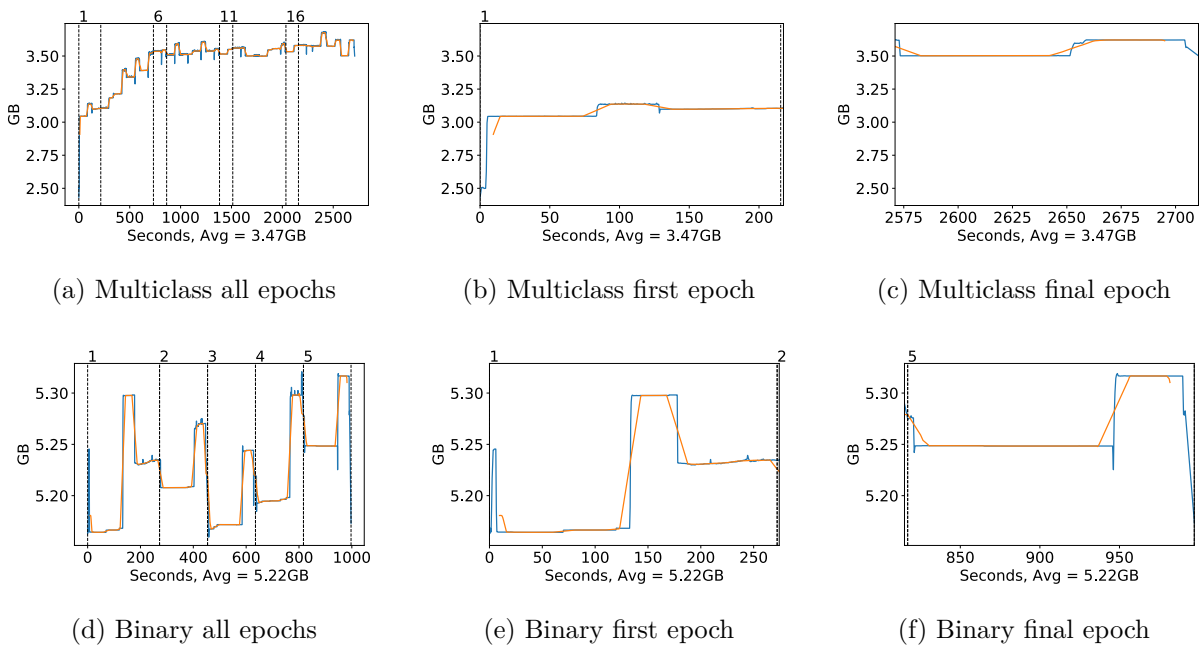 1 6 11 16
3.50
3.25
3.00
2.75
2.50
GB
0 500 1000 1500 2000 2500
Seconds, Avg = 3.47GB
(a) Multiclass all epochs
1
3.50
3.25
3.00
2.75
2.50
GB
0 50 100 150 200
Seconds, Avg = 3.47GB
(b) Multiclass first epoch
3.50
3.25
3.00
2.75
2.50
GB
2575 2600 2625 2650 2675 2700
Seconds, Avg = 3.47GB
(c) Multiclass final epoch
1 2 3 4 5
5.30
5.25
5.20
GB
0 200 400 600 800 1000
Seconds, Avg = 5.22GB
(d) Binary all epochs
1 2
5.30
5.25
5.20
GB
0 50 100 150 200 250
Seconds, Avg = 5.22GB
(e) Binary first epoch
5
5.30
5.25
5.20
GB
850 900 950
Seconds, Avg = 5.22GB
(f) Binary final epoch